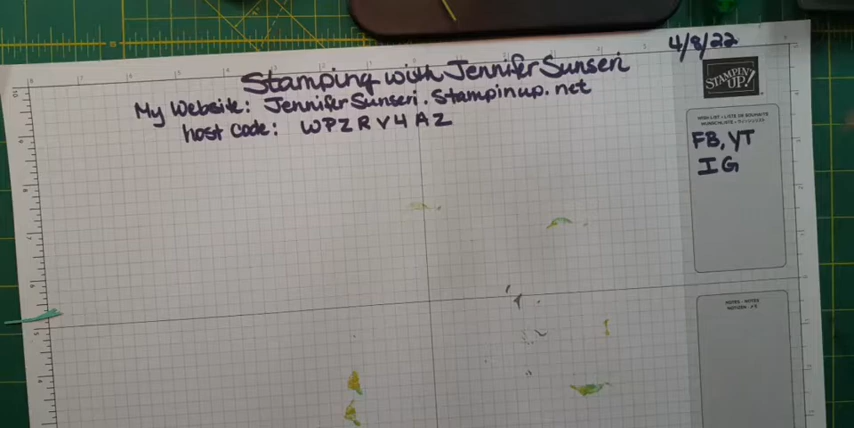 Stamping with Jennifer Sunseri
4/8/22
My Website: JenniferSunseri.Stampinup.net
host Code: WPZRV4AZ
STAMPIN' UP!
FB, YT
IG